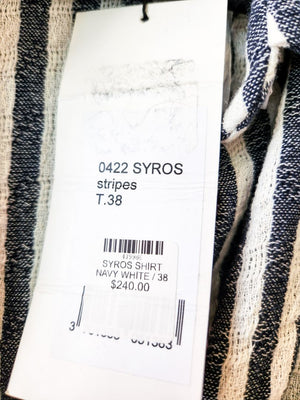 0422 SYROS
stripes
T.38
SYROS SHIRT
NAVY WHITE / 38
$240.00